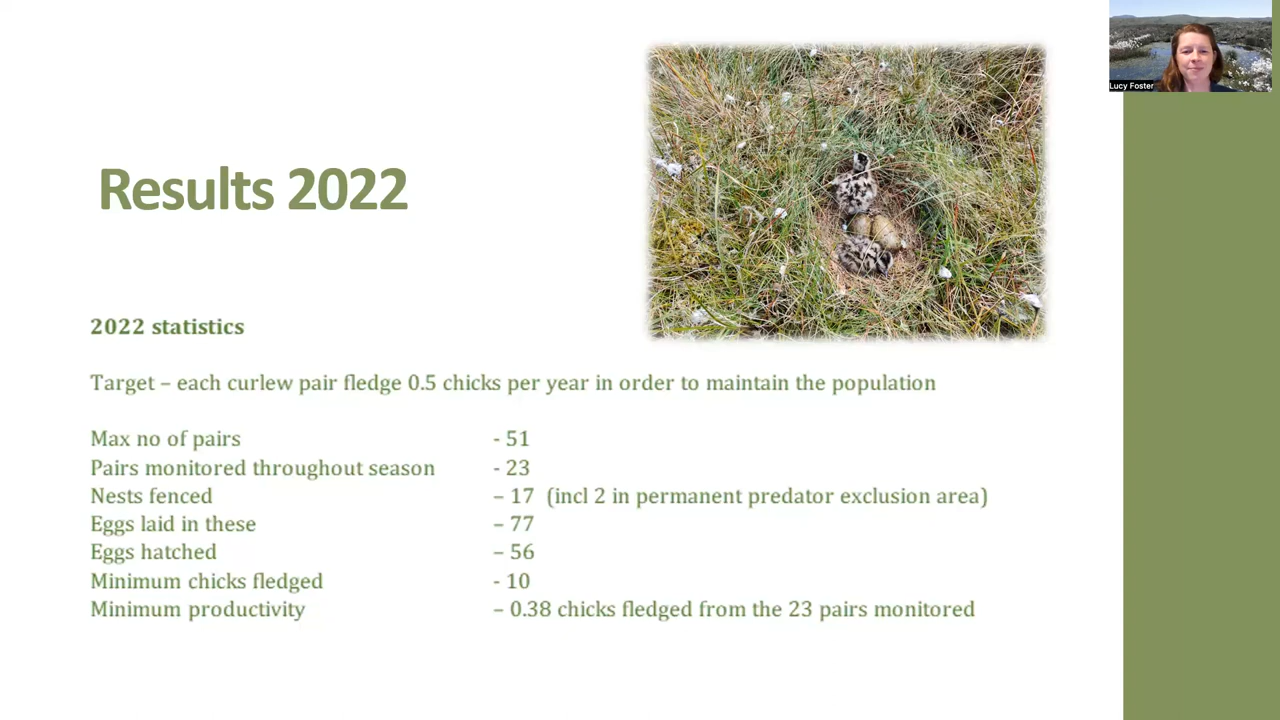 Lucy Foster
Results 2022
2022 statistics
Target – each curlew pair fledge 0.5 chicks per year in order to maintain the population
Max no of pairs - 51
Pairs monitored throughout season - 23
Nests fenced – 17 (incl 2 in permanent predator exclusion area)
Eggs laid in these – 77
Eggs hatched – 56
Minimum chicks fledged - 10
Minimum productivity – 0.38 chicks fledged from the 23 pairs monitored